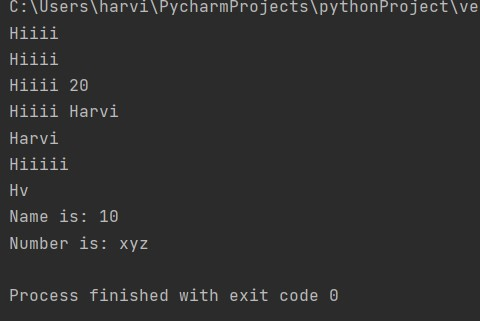 C:\Users\harvi\PycharmProjects\pythonProject\ve
Hiiii
Hiiii
Hiiii 20
Hiiii Harvi
Harvi
Hiiiii
Hv
Name is: 10
Number is: xyz
Process finished with exit code 0